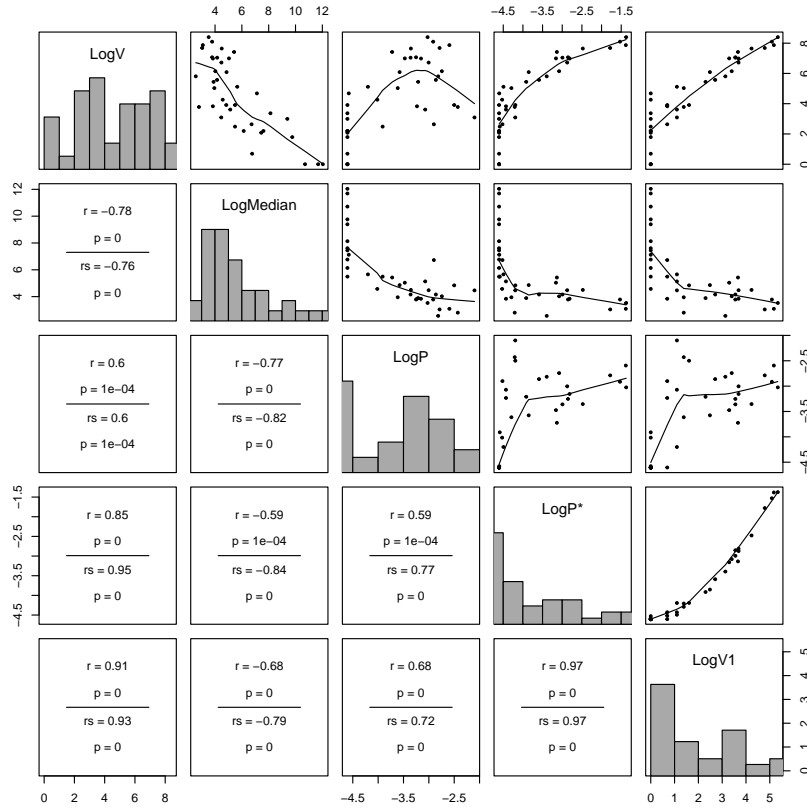 4 6 8 10 12
−4.5 −3.5 −2.5 −1.5
LogV
0 2 4 6 8
4 6 8 10 12
r = −0.78
p = 0
rs = −0.76
p = 0
LogMedian
r = 0.6
p = 1e−04
rs = 0.6
p = 1e−04
r = −0.77
p = 0
rs = −0.82
p = 0
LogP
−4.5 −3.5 −2.5
−4.5 −3.5 −2.5 −1.5
r = 0.85
p = 0
rs = 0.95
p = 0
r = −0.59
p = 1e−04
rs = −0.84
p = 0
r = 0.59
p = 1e−04
rs = 0.77
p = 0
LogP*
r = 0.91
p = 0
rs = 0.93
p = 0
r = −0.68
p = 0
rs = −0.79
p = 0
r = 0.68
p = 0
rs = 0.72
p = 0
r = 0.97
p = 0
rs = 0.97
p = 0
LogV1
0 1 2 3 4 5
0 2 4 6 8
−4.5 −3.5 −2.5
0 1 2 3 4 5